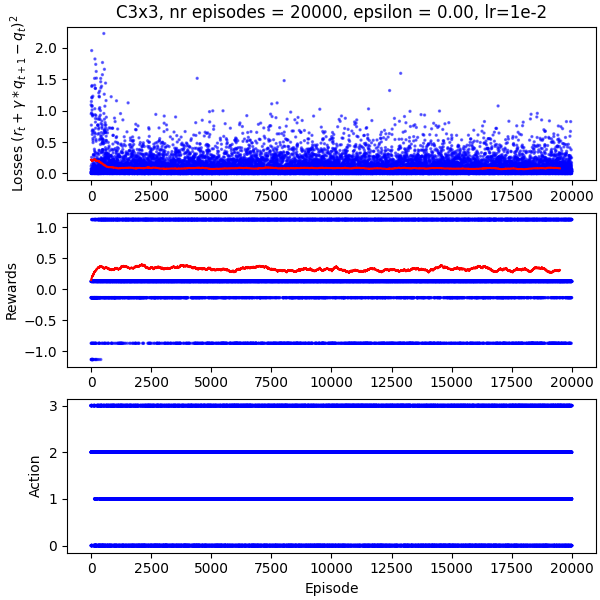 C3x3, nr episodes = 20000, epsilon = 0.00, lr=1e-2
Losses (r_t + γ * q_{t+1} − q_t)²
2.0
1.5
1.0
0.5
0.0
0 2500 5000 7500 10000 12500 15000 17500 20000
Rewards
1.0
0.5
0.0
−0.5
−1.0
0 2500 5000 7500 10000 12500 15000 17500 20000
Action
3
2
1
0
0 2500 5000 7500 10000 12500 15000 17500 20000
Episode